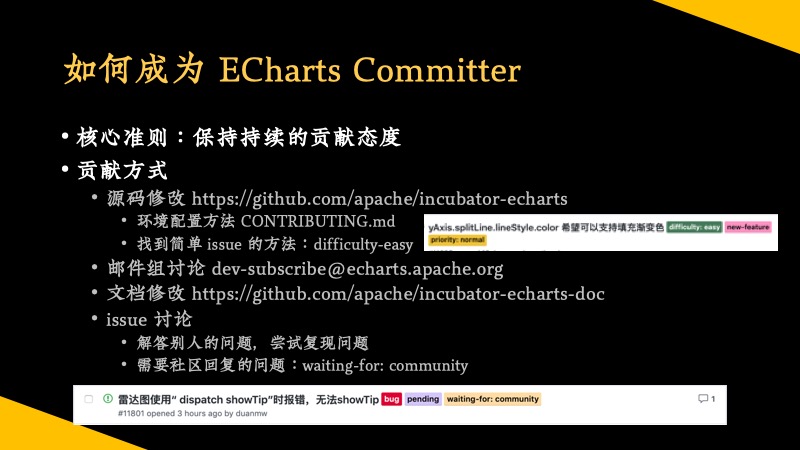 如何成为 ECharts Committer
• 核心准则：保持持续的贡献态度
• 贡献方式
• 源码修改 https://github.com/apache/incubator-echarts
• 环境配置方法 CONTRIBUTING.md
• 找到简单 issue 的方法：difficulty-easy
yAxis.splitLine.lineStyle.color 希望可以支持填充渐变色 difficulty: easy new-feature
priority: normal
• 邮件组讨论 dev-subscribe@echarts.apache.org
• 文档修改 https://github.com/apache/incubator-echarts-doc
• issue 讨论
• 解答别人的问题，尝试复现问题
• 需要社区回复的问题：waiting-for: community
雷达图使用“ dispatch showTip”时报错，无法showTip bug pending waiting-for: community 1
#11801 opened 3 hours ago by duanmw